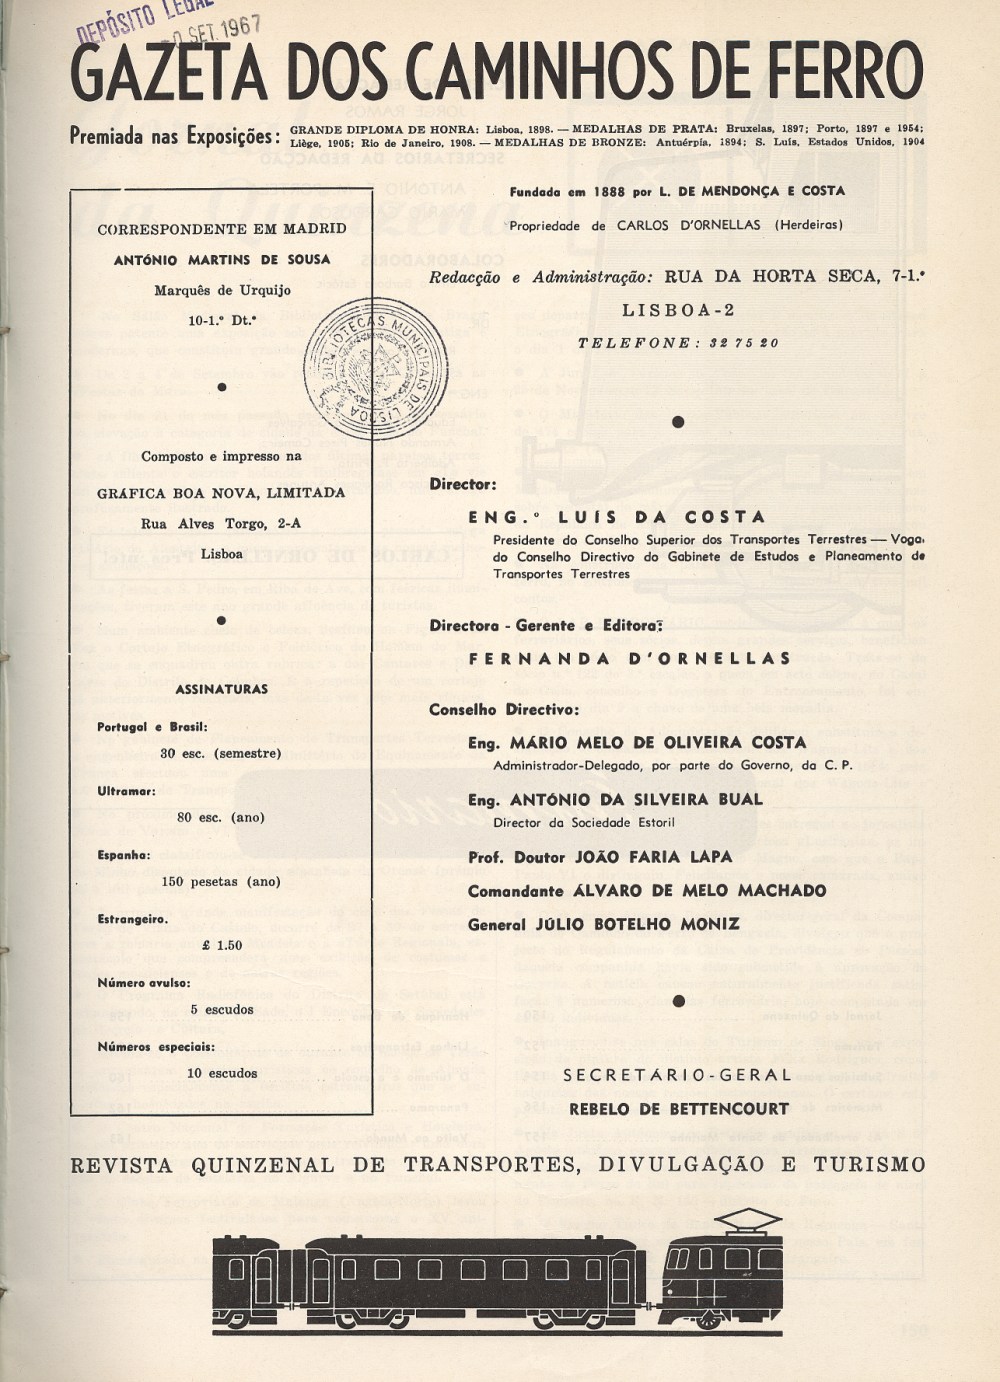 DEPÓSITO LEGAL
SET. 1967
GAZETA DOS CAMINHOS DE FERRO
Premiada nas Exposições: GRANDE DIPLOMA DE HONRA: Lisboa, 1898. — MEDALHAS DE PRATA: Bruxelas, 1897; Porto, 1897 e 1954;
Liège, 1905; Rio de Janeiro, 1908. — MEDALHAS DE BRONZE: Antuérpia, 1894; S. Luís, Estados Unidos, 1904
CORRESPONDENTE EM MADRID
ANTÓNIO MARTINS DE SOUSA
Marquês de Urquijo
10-1.º Dt.º
BIBLIOTECAS MUNICIPAIS DE LISBOA
Composto e impresso na
GRÁFICA BOA NOVA, LIMITADA
Rua Alves Torgo, 2-A
Lisboa
ASSINATURAS
Portugal e Brasil:
30 esc. (semestre)
Ultramar:
80 esc. (ano)
Espanha:
150 pesetas (ano)
Estrangeiro.
£ 1.50
Número avulso:
5 escudos
Números especiais:
10 escudos
Fundada em 1888 por L. DE MENDONÇA E COSTA
Propriedade de CARLOS D'ORNELLAS (Herdeiros)
Redacção e Administração: RUA DA HORTA SECA, 7-1.º
LISBOA-2
TELEFONE: 32 75 20
Director:
ENG.º LUÍS DA COSTA
Presidente do Conselho Superior dos Transportes Terrestres — Vogal
do Conselho Directivo do Gabinete de Estudos e Planeamento de
Transportes Terrestres
Directora - Gerente e Editora:
FERNANDA D'ORNELLAS
Conselho Directivo:
Eng. MÁRIO MELO DE OLIVEIRA COSTA
Administrador-Delegado, por parte do Governo, da C. P.
Eng. ANTÓNIO DA SILVEIRA BUAL
Director da Sociedade Estoril
Prof. Doutor JOÃO FARIA LAPA
Comandante ÁLVARO DE MELO MACHADO
General JÚLIO BOTELHO MONIZ
SECRETÁRIO-GERAL
REBELO DE BETTENCOURT
REVISTA QUINZENAL DE TRANSPORTES, DIVULGAÇÃO E TURISMO